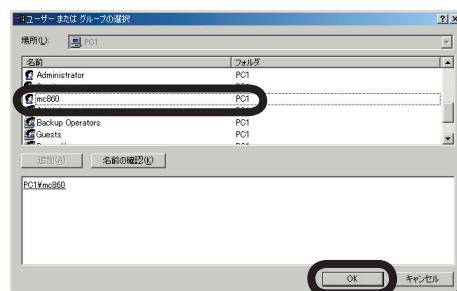 ユーザー または グループの選択
場所(L): PC1
名前 フォルダ
Administrator PC1
PC1
mc860 PC1
Backup Operators PC1
Guests PC1
追加(A) 名前の確認(K)
PC1¥mc860
OK キャンセル